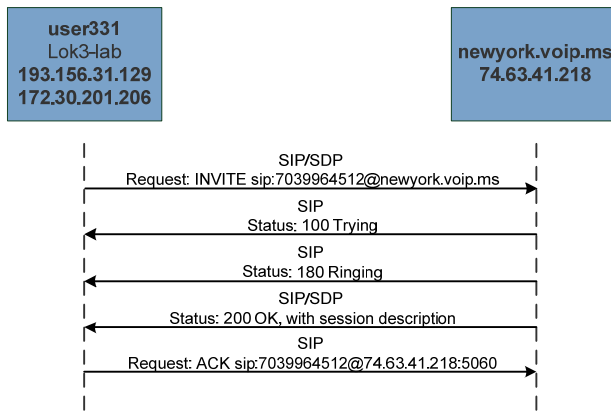 user331
Lok3-lab
193.156.31.129
172.30.201.206
newyork.voip.ms
74.63.41.218
SIP/SDP
Request: INVITE sip:7039964512@newyork.voip.ms
SIP
Status: 100 Trying
SIP
Status: 180 Ringing
SIP/SDP
Status: 200 OK, with session description
SIP
Request: ACK sip:7039964512@74.63.41.218:5060